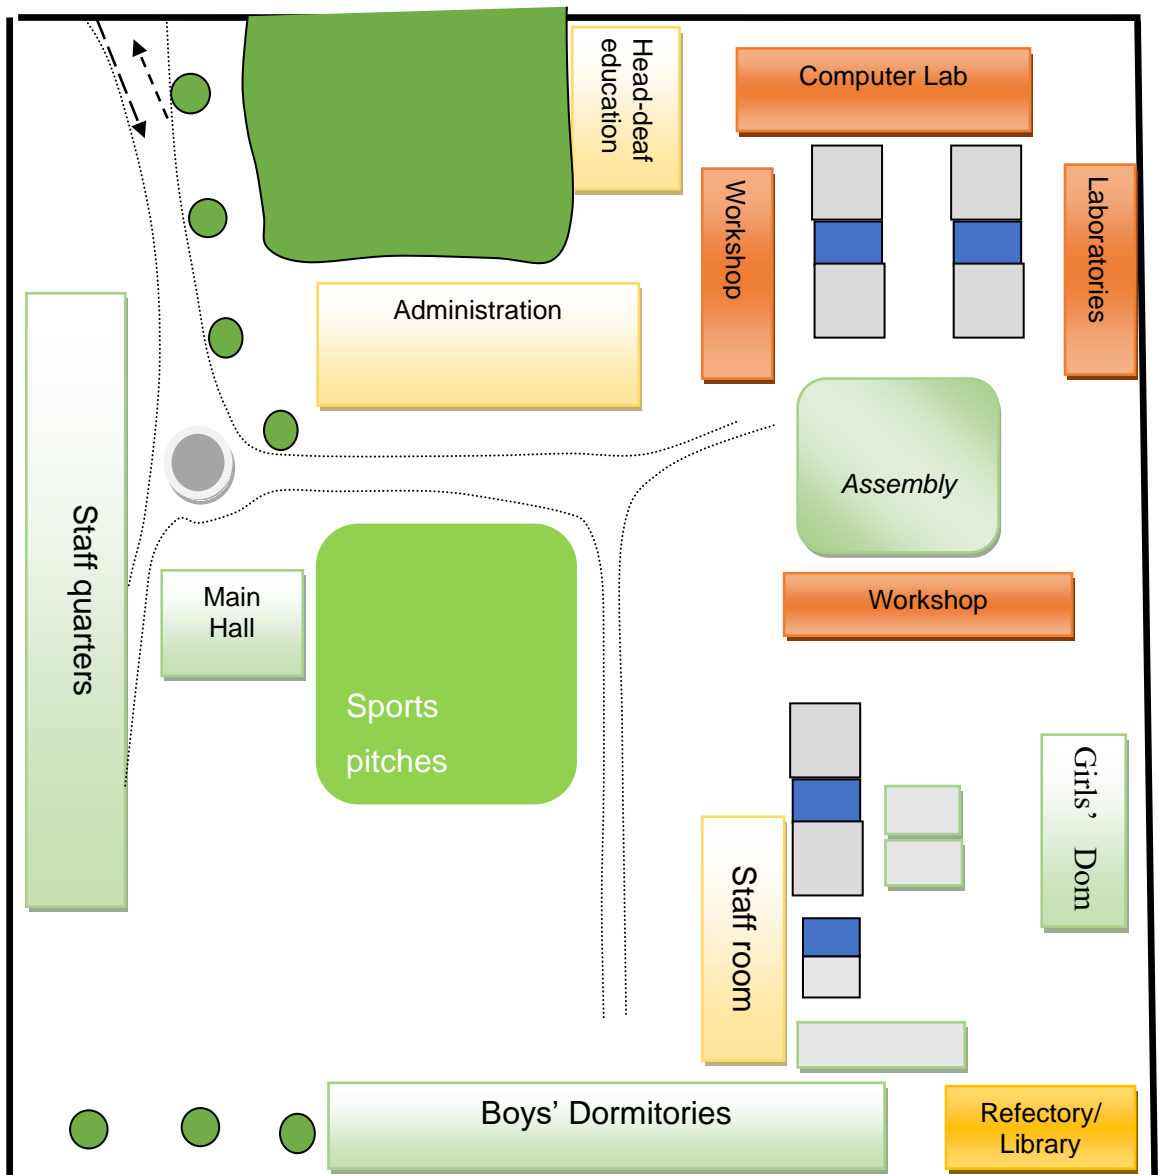 Head-deaf
education
Computer Lab
Workshop
Laboratories
Administration
Assembly
Staff quarters
Main
Hall
Workshop
Sports
pitches
Girls’ Dom
Staff room
Boys’ Dormitories
Refectory/
Library